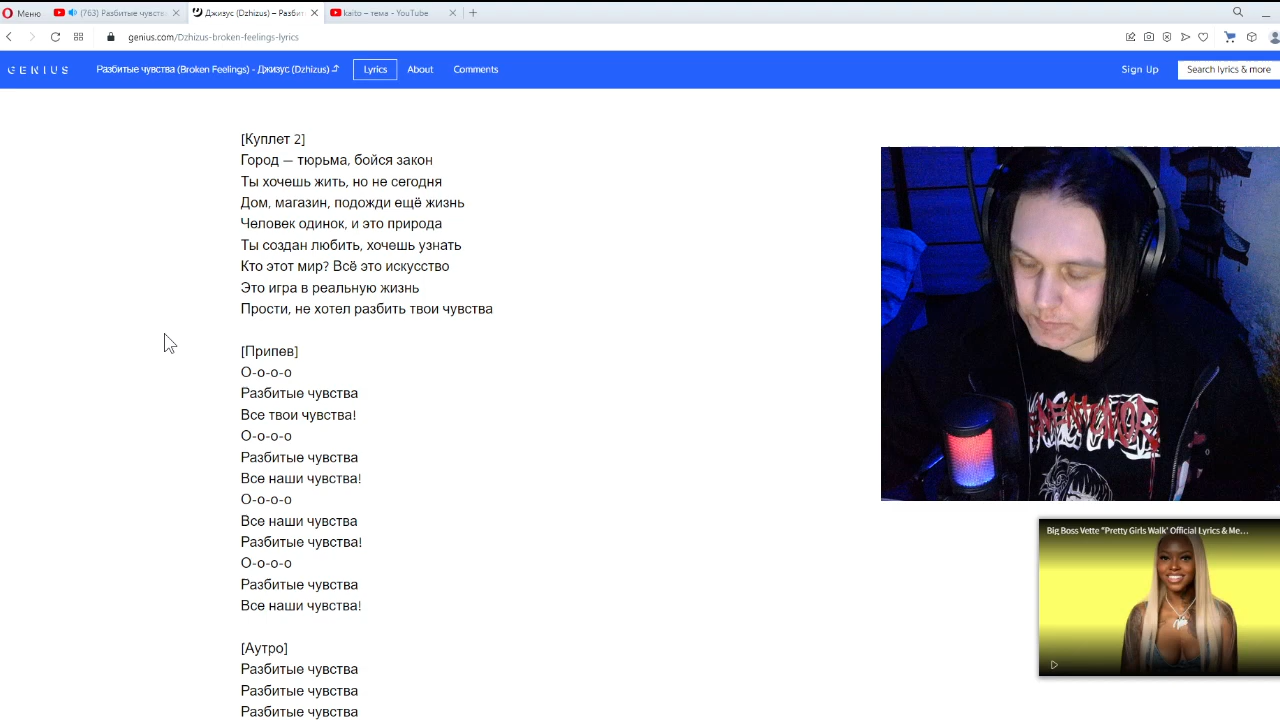 Меню
(763) Разбитые чувств
Джизус (Dzhizus) – Разбит
kaito – тема - YouTube
genius.com/Dzhizus-broken-feelings-lyrics
GENIUS
Разбитые чувства (Broken Feelings) - Джизус (Dzhizus)
Lyrics
About
Comments
Sign Up
Search lyrics & more
[Куплет 2]
Город — тюрьма, бойся закон
Ты хочешь жить, но не сегодня
Дом, магазин, подожди ещё жизнь
Человек одинок, и это природа
Ты создан любить, хочешь узнать
Кто этот мир? Всё это искусство
Это игра в реальную жизнь
Прости, не хотел разбить твои чувства
[Припев]
О-о-о-о
Разбитые чувства
Все твои чувства!
О-о-о-о
Разбитые чувства
Все наши чувства!
О-о-о-о
Все наши чувства
Разбитые чувства!
О-о-о-о
Разбитые чувства
Все наши чувства!
[Аутро]
Разбитые чувства
Разбитые чувства
Разбитые чувства
Big Boss Vette "Pretty Girls Walk' Official Lyrics & Me...